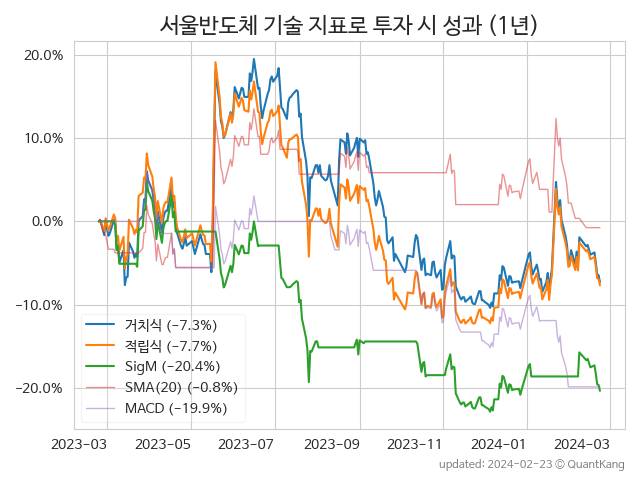 서울반도체 기술 지표로 투자 시 성과 (1년)
20.0%
10.0%
0.0%
−10.0%
−20.0%
거치식 (−7.3%)
적립식 (−7.7%)
SigM (−20.4%)
SMA(20) (−0.8%)
MACD (−19.9%)
2023-03 2023-05 2023-07 2023-09 2023-11 2024-01 2024-03
updated: 2024-02-23 ⓒ QuantKang